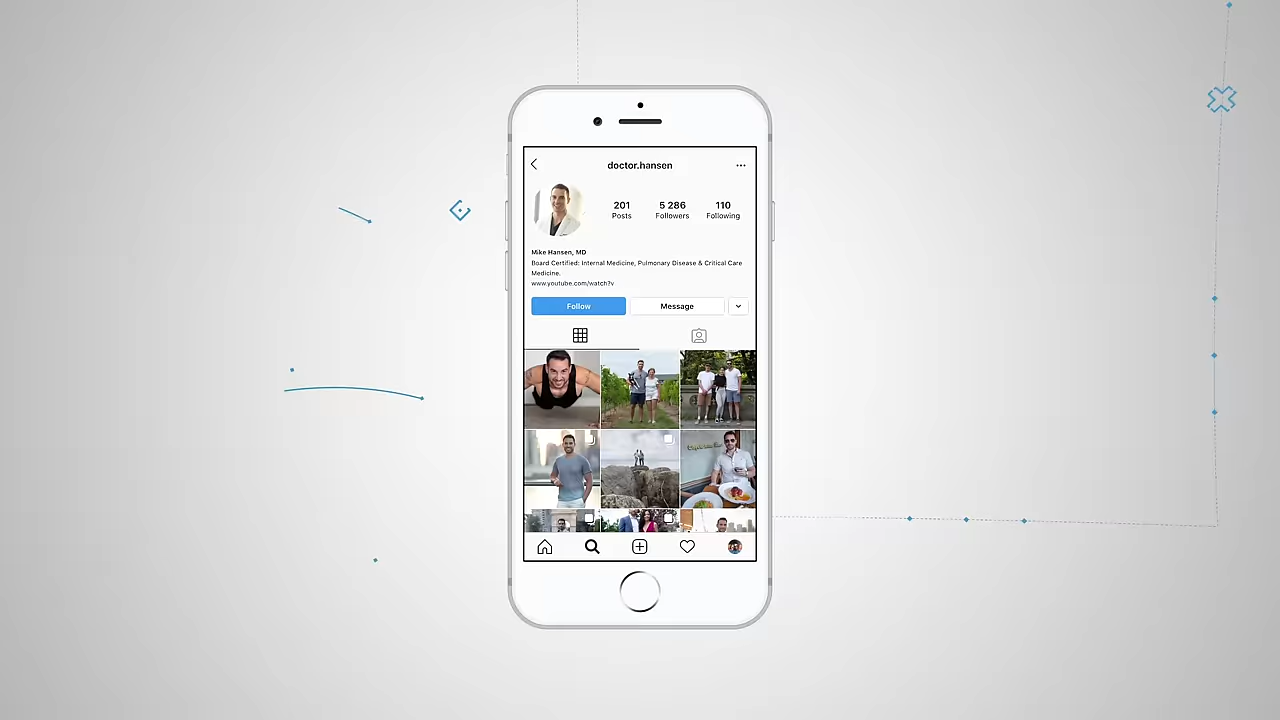 doctor.hansen
201 5 286 110
Posts Followers Following
Mike Hansen, MD
Board Certified: Internal Medicine, Pulmonary Disease & Critical Care
Medicine.
www.youtube.com/watch?v
Follow Message